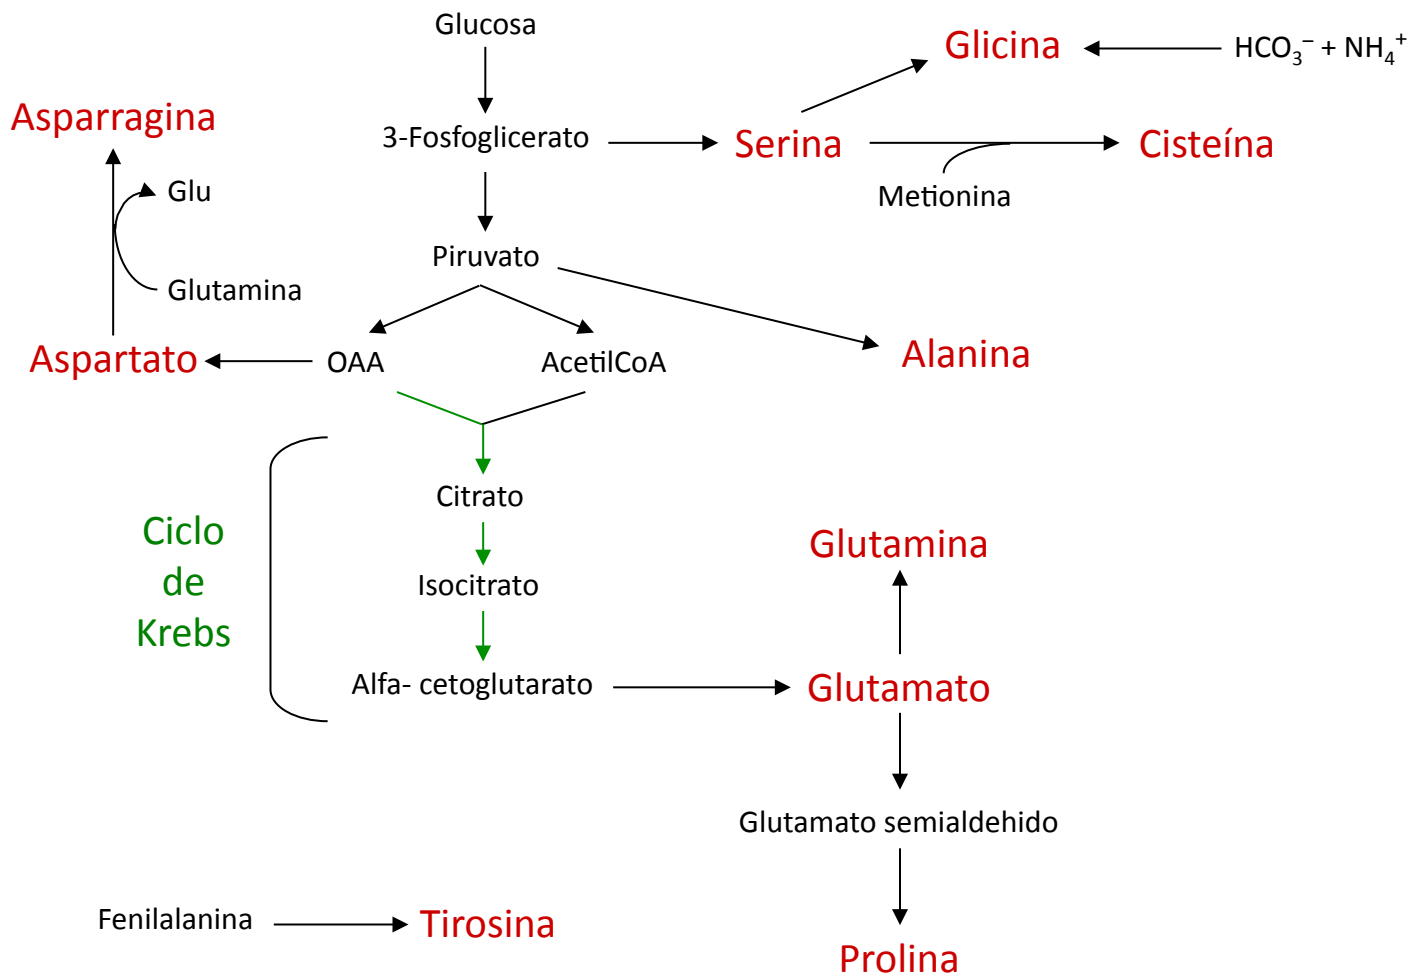 Glucosa
Glicina
HCO₃⁻ + NH₄⁺
Asparragina
3-Fosfoglicerato
Serina
Cisteína
Glu
Metionina
Piruvato
Glutamina
Aspartato
OAA
AcetilCoA
Alanina
Citrato
Ciclo
de
Krebs
Glutamina
Isocitrato
Alfa- cetoglutarato
Glutamato
Glutamato semialdehido
Fenilalanina
Tirosina
Prolina